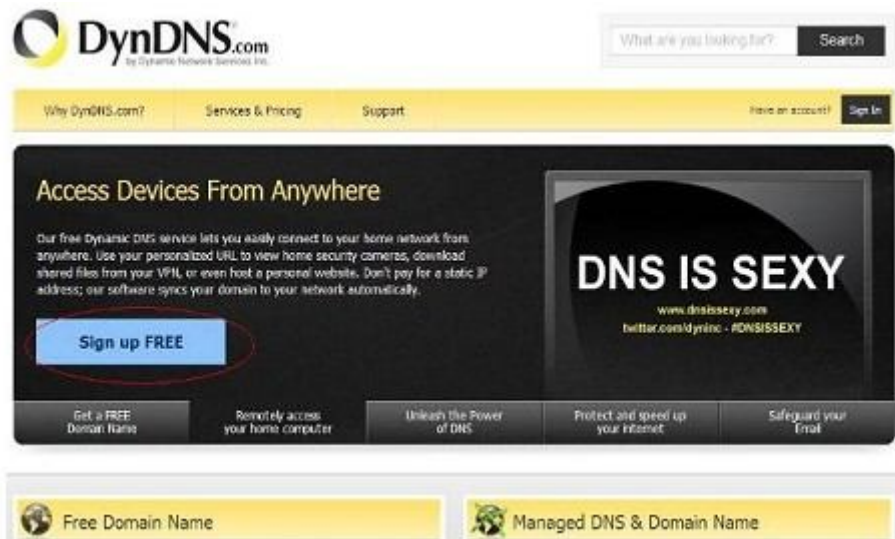 DynDNS.com
by Dynamic Network Services Inc.
What are you looking for?
Search
Why DynDNS.com?
Services & Pricing
Support
Have an account?
Sign In
Access Devices From Anywhere
Our free Dynamic DNS service lets you easily connect to your home network from
anywhere. Use your personalized URL to view home security cameras, download
shared files from your VPN, or even host a personal website. Don't pay for a static IP
address; our software syncs your domain to your network automatically.
Sign up FREE
DNS IS SEXY
www.dnsissexy.com
twitter.com/dyninc - #DNSISSEXY
Get a FREE
Domain Name
Remotely access
your home computer
Unleash the Power
of DNS
Protect and speed up
your internet
Safeguard your
Email
Free Domain Name
Managed DNS & Domain Name